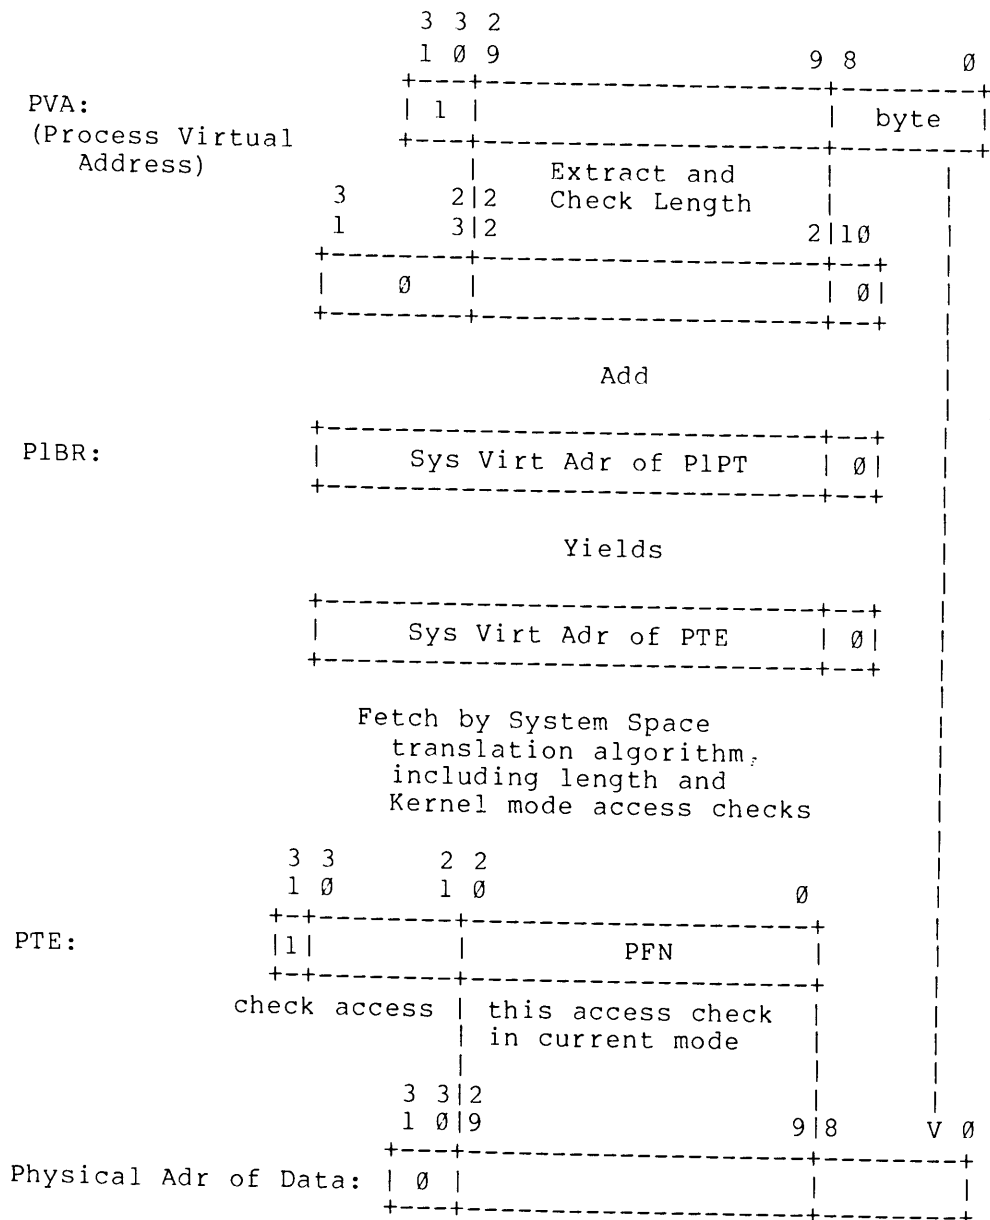 3 3 2
1 Ø 9 9 8 Ø
+---+----------------------+---------+
PVA: | 1 | | byte |
(Process Virtual +---+----------------------+---------+
Address) | Extract and | |
3 2|2 Check Length | |
1 3|2 2|1Ø |
+---------+----------------------+--+ |
| Ø | | Ø| |
+---------+----------------------+--+ |
Add
+--------------------------------+--+
P1BR: | Sys Virt Adr of P1PT | Ø|
+--------------------------------+--+
Yields
+--------------------------------+--+
| Sys Virt Adr of PTE | Ø|
+--------------------------------+--+
Fetch by System Space
translation algorithm,
including length and
Kernel mode access checks
3 3 2 2
1 Ø 1 Ø Ø
+-+---------+----------------------+
PTE: |1| | PFN |
+-+---------+----------------------+
check access | this access check |
| in current mode |
3 3|2 |
1 Ø|9 9|8 V Ø
+---+----------------------+---------+
Physical Adr of Data: | Ø | | |
+---+----------------------+---------+